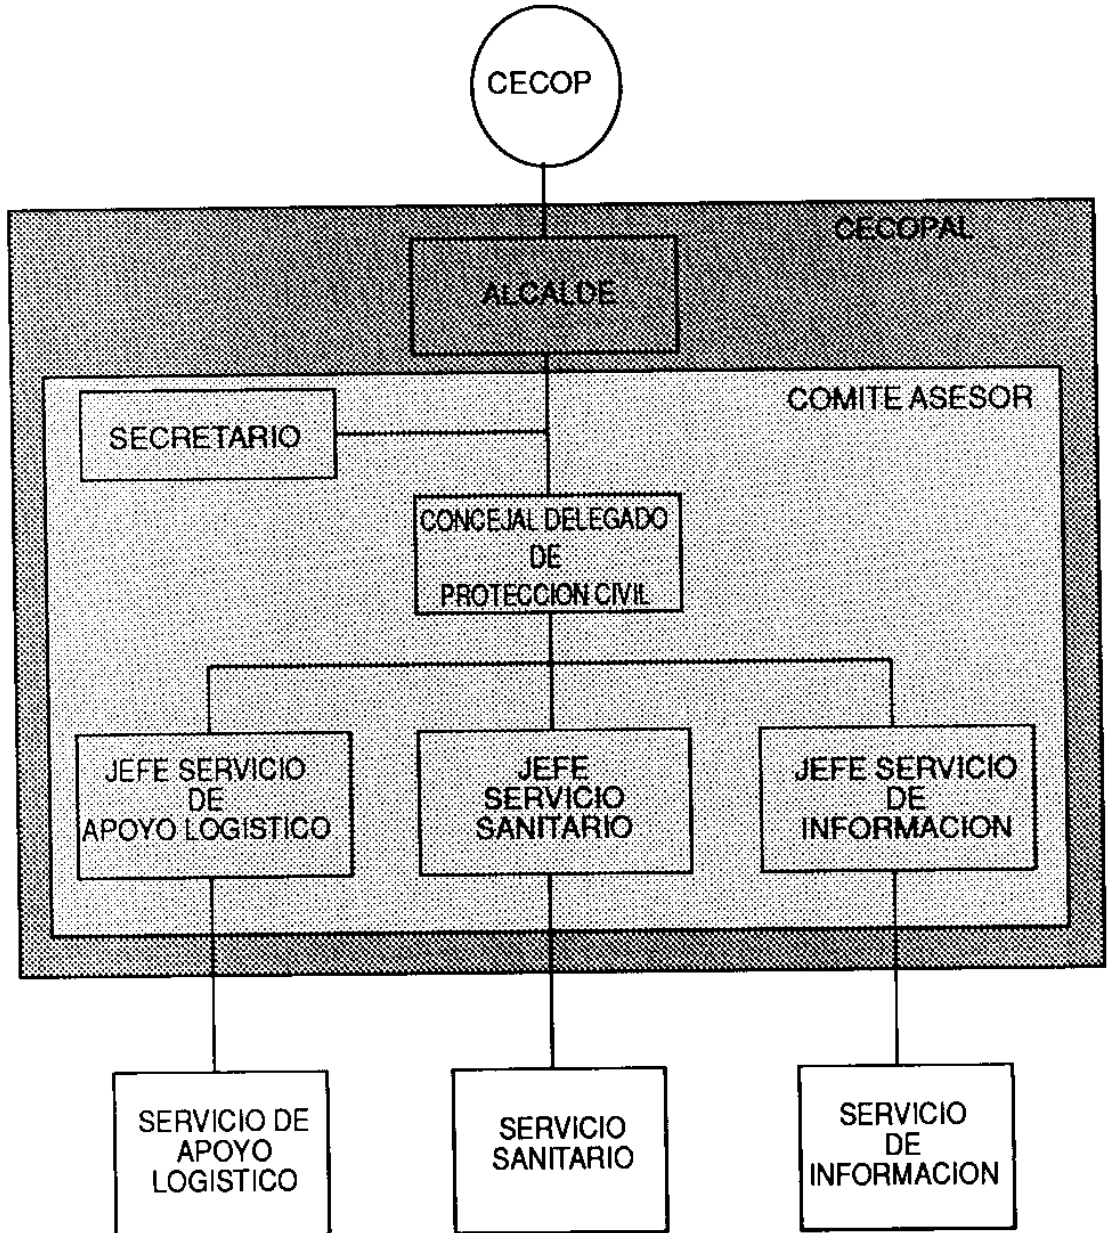 CECOP
CECOPAL
ALCALDE
COMITE ASESOR
SECRETARIO
CONCEJAL DELEGADO
DE
PROTECCION CIVIL
JEFE SERVICIO
DE
APOYO LOGISTICO
JEFE
SERVICIO
SANITARIO
JEFE SERVICIO
DE
INFORMACION
SERVICIO DE
APOYO
LOGISTICO
SERVICIO
SANITARIO
SERVICIO
DE
INFORMACION